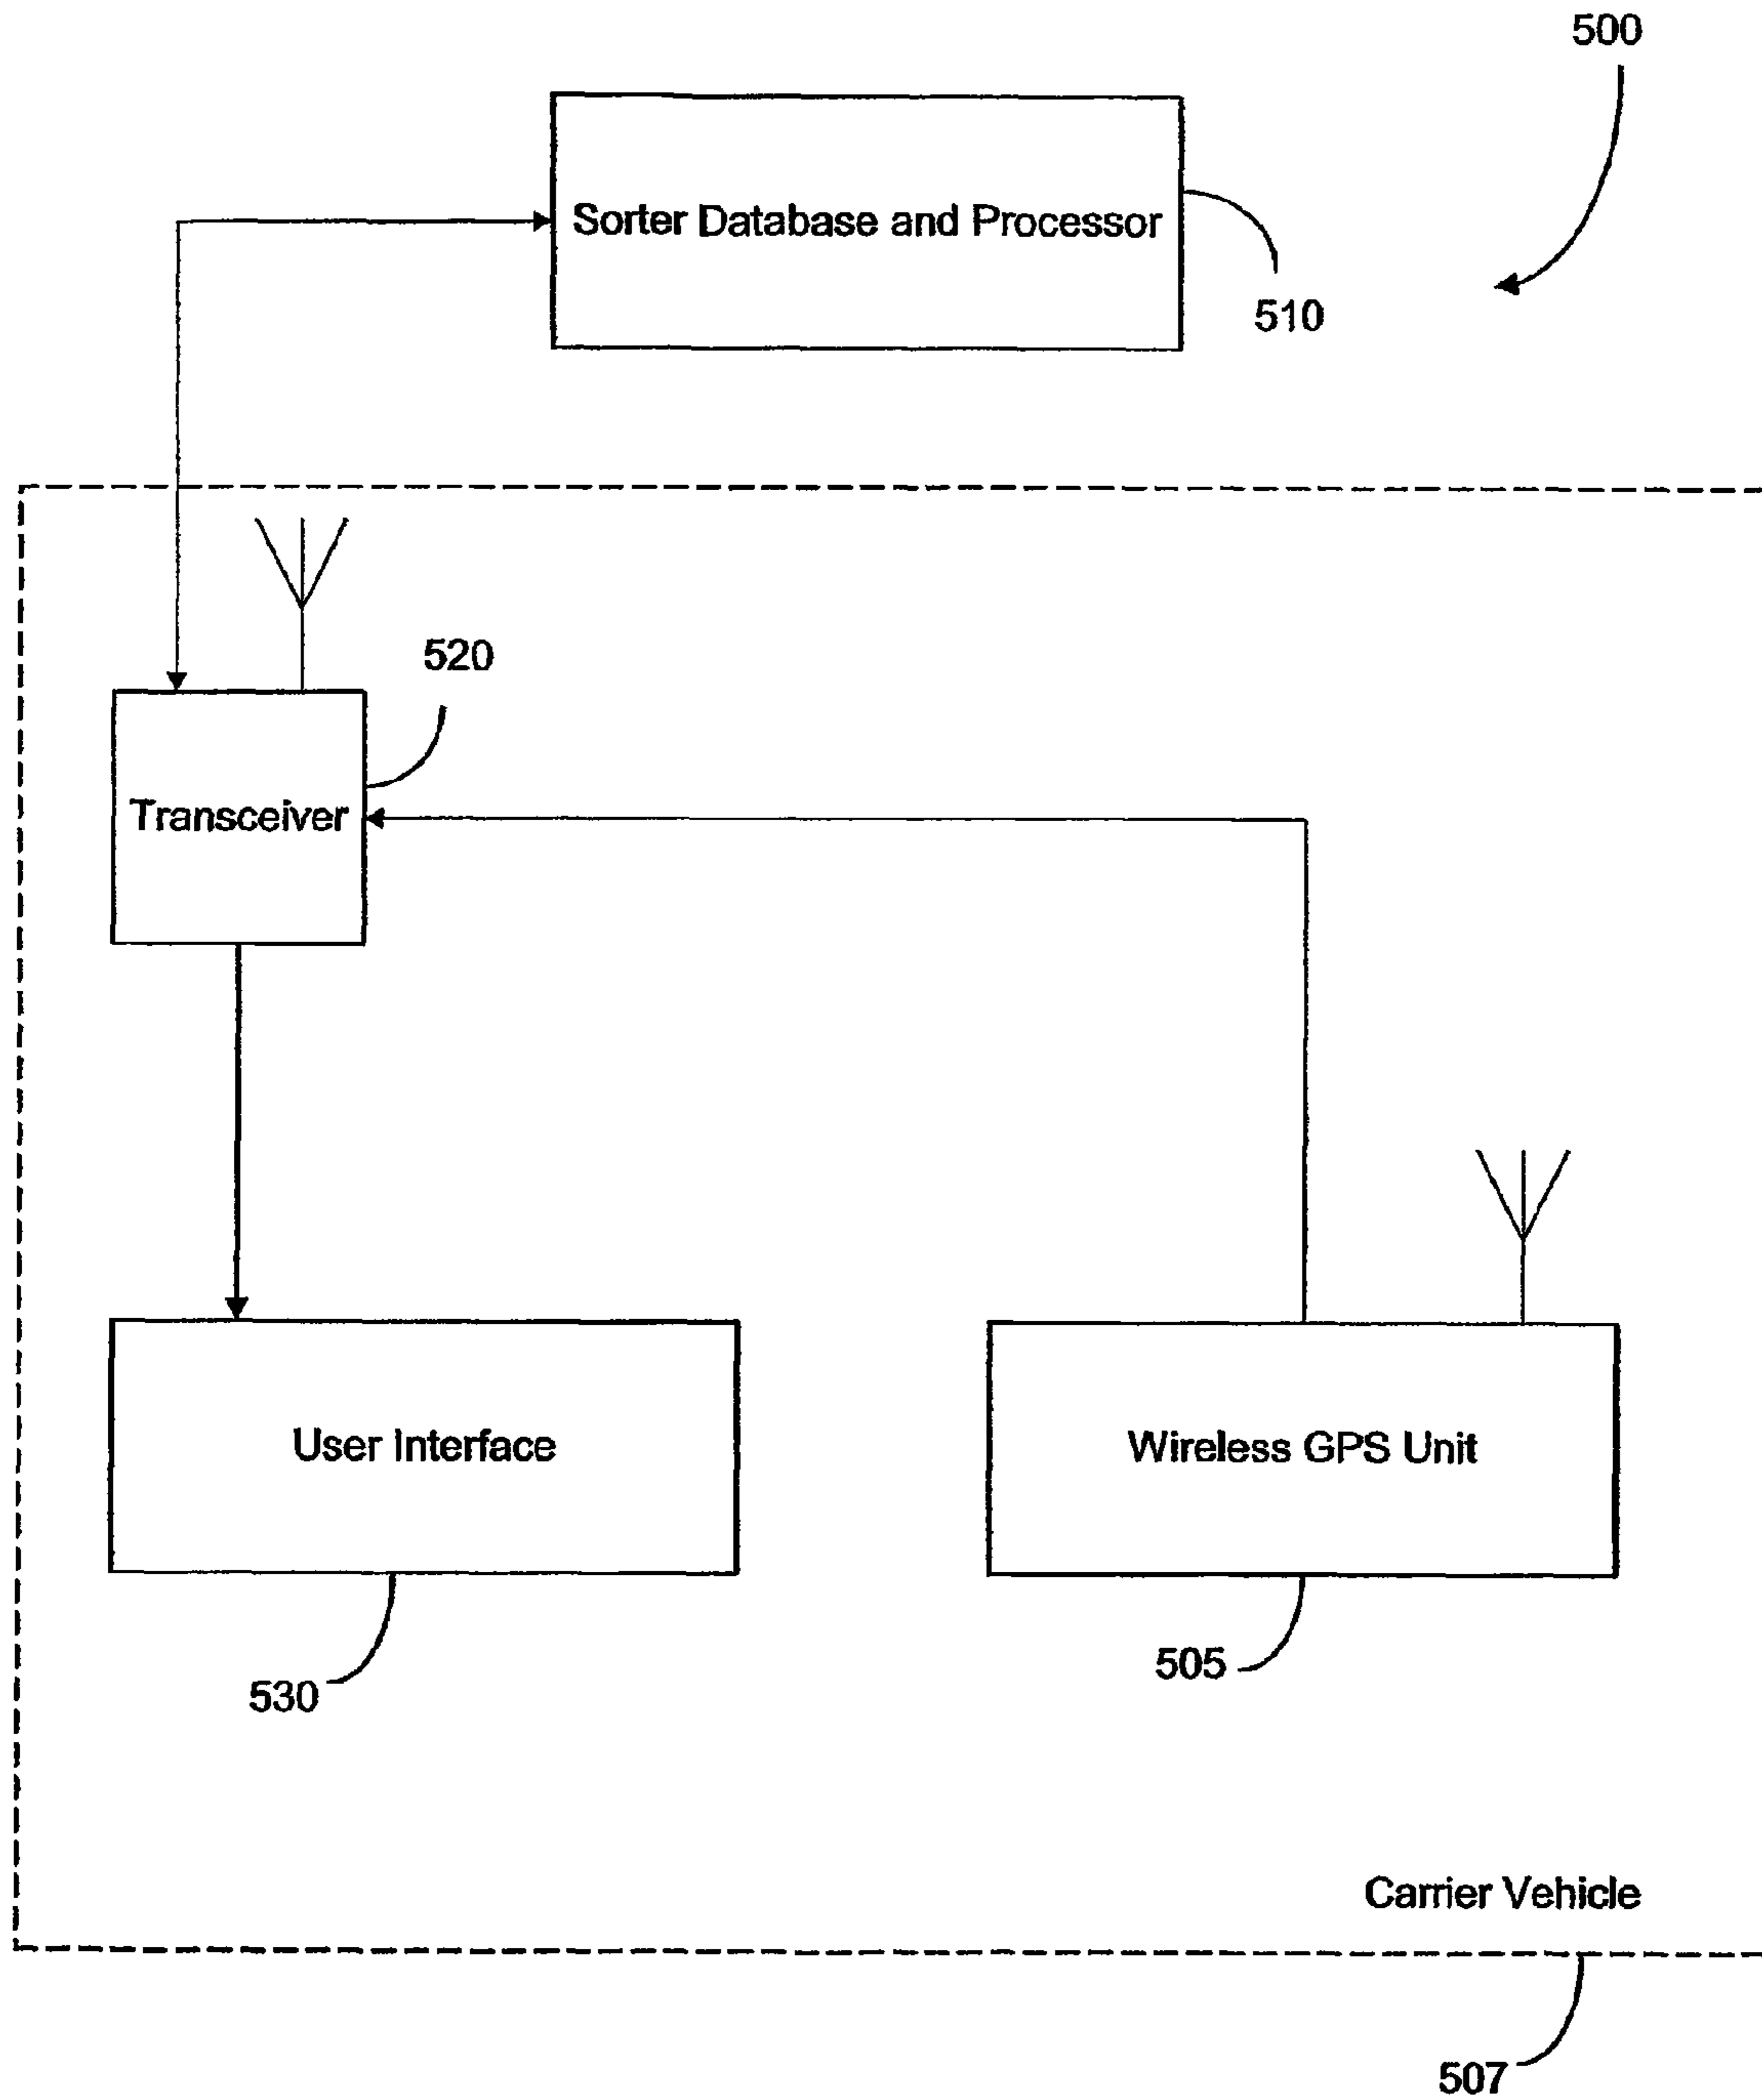 500
Sorter Database and Processor
510
520
Transceiver
User Interface
Wireless GPS Unit
505
530
Carrier Vehicle
507